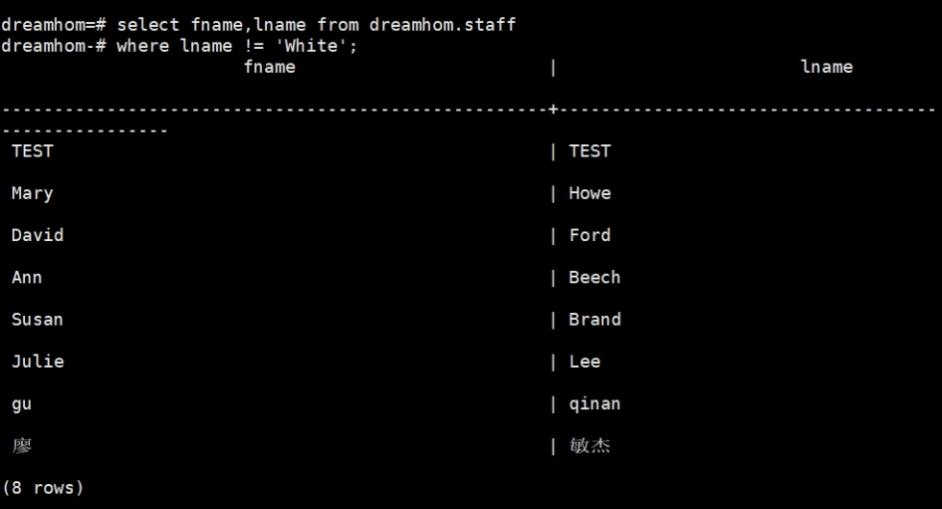 dreamhom=# select fname,lname from dreamhom.staff
dreamhom-# where lname != 'White';
fname | lname
----------------------------------------------------+------------------------------------
----------------
TEST | TEST
Mary | Howe
David | Ford
Ann | Beech
Susan | Brand
Julie | Lee
gu | qinan
廖 | 敏杰
(8 rows)